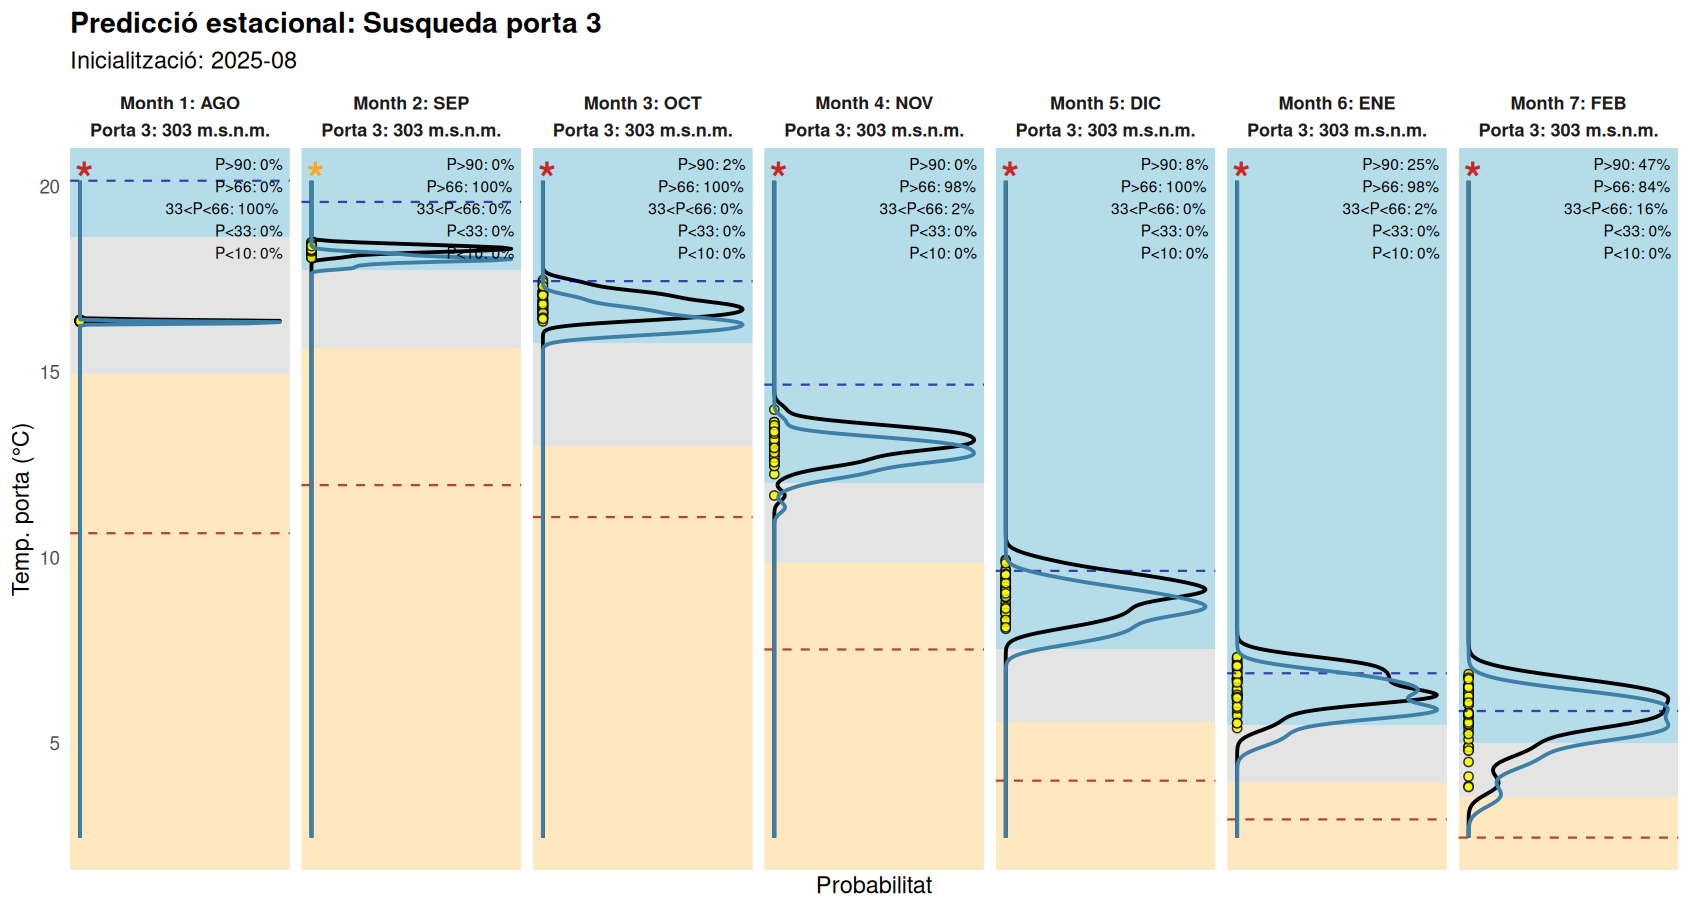 Predicció estacional: Susqueda porta 3
Inicialització: 2025-08
Month 1: AGO
Porta 3: 303 m.s.n.m.
Month 2: SEP
Porta 3: 303 m.s.n.m.
Month 3: OCT
Porta 3: 303 m.s.n.m.
Month 4: NOV
Porta 3: 303 m.s.n.m.
Month 5: DIC
Porta 3: 303 m.s.n.m.
Month 6: ENE
Porta 3: 303 m.s.n.m.
Month 7: FEB
Porta 3: 303 m.s.n.m.
*
P>90: 0%
P>66: 0%
33<P<66: 100%
P<33: 0%
P<10: 0%
*
P>90: 0%
P>66: 100%
33<P<66: 0%
P<33: 0%
P<10: 0%
*
P>90: 2%
P>66: 100%
33<P<66: 0%
P<33: 0%
P<10: 0%
*
P>90: 0%
P>66: 98%
33<P<66: 2%
P<33: 0%
P<10: 0%
*
P>90: 8%
P>66: 100%
33<P<66: 0%
P<33: 0%
P<10: 0%
*
P>90: 25%
P>66: 98%
33<P<66: 2%
P<33: 0%
P<10: 0%
*
P>90: 47%
P>66: 84%
33<P<66: 16%
P<33: 0%
P<10: 0%
20
15
10
5
Temp. porta (°C)
Probabilitat